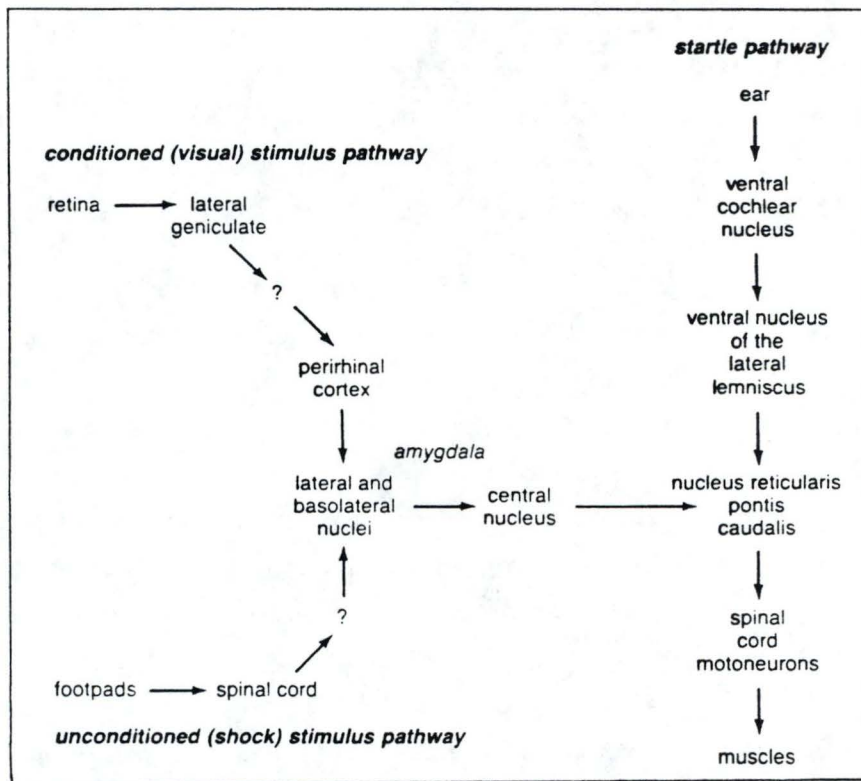 startle pathway
ear
ventral
cochlear
nucleus
ventral nucleus
of the
lateral
lemniscus
nucleus reticularis
pontis
caudalis
spinal
cord
motoneurons
muscles
conditioned (visual) stimulus pathway
retina
lateral
geniculate
?
perirhinal
cortex
amygdala
lateral and
basolateral
nuclei
central
nucleus
?
footpads
spinal cord
unconditioned (shock) stimulus pathway